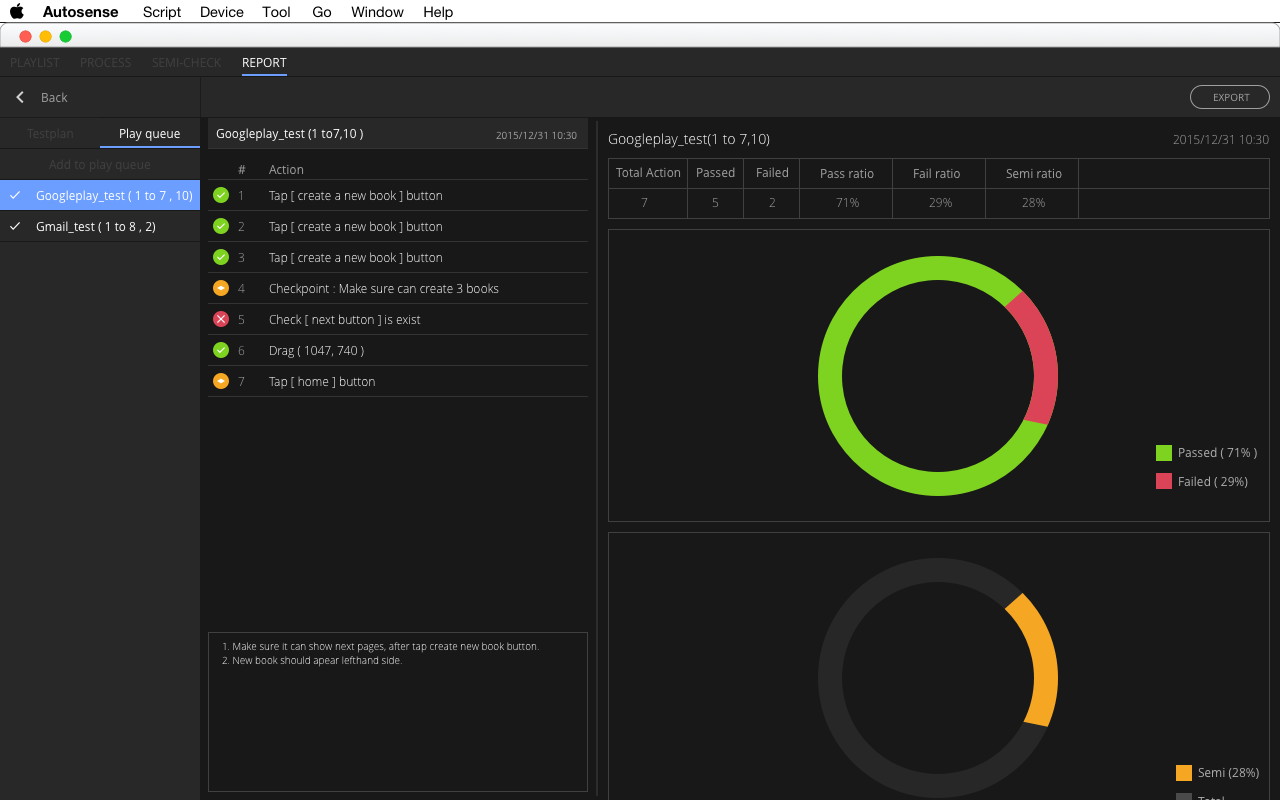 Autosense Script Device Tool Go Window Help
PLAYLIST PROCESS SEMI-CHECK REPORT
Back
EXPORT
Testplan Play queue
Add to play queue
Googleplay_test ( 1 to 7 , 10)
Gmail_test ( 1 to 8 , 2)
Googleplay_test (1 to7,10 ) 2015/12/31 10:30
# Action
1 Tap [ create a new book ] button
2 Tap [ create a new book ] button
3 Tap [ create a new book ] button
4 Checkpoint : Make sure can create 3 books
5 Check [ next button ] is exist
6 Drag ( 1047, 740 )
7 Tap [ home ] button
1. Make sure it can show next pages, after tap create new book button.
2. New book should apear lefthand side.
Googleplay_test(1 to 7,10) 2015/12/31 10:30
Total Action Passed Failed Pass ratio Fail ratio Semi ratio
7 5 2 71% 29% 28%
Passed ( 71% )
Failed ( 29%)
Semi (28%)
Total